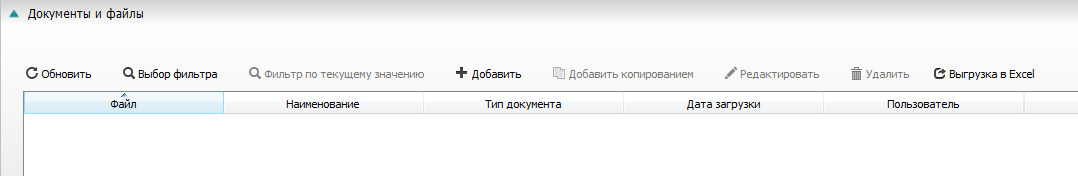 Документы и файлы
Обновить Выбор фильтра Фильтр по текущему значению Добавить Добавить копированием Редактировать Удалить Выгрузка в Excel
Файл Наименование Тип документа Дата загрузки Пользователь